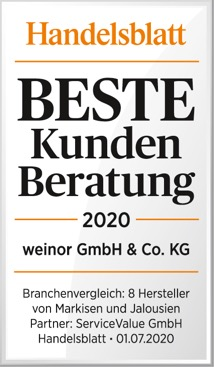 Handelsblatt
BESTE
Kunden
Beratung
2020
weinor GmbH & Co. KG
Branchenvergleich: 8 Hersteller
von Markisen und Jalousien
Partner: ServiceValue GmbH
Handelsblatt • 01.07.2020